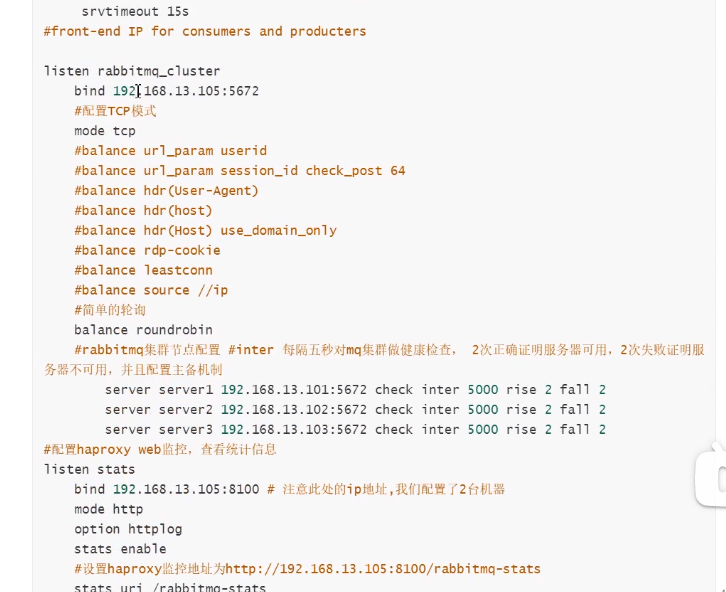 srvtimeout 15s
#front-end IP for consumers and producters
listen rabbitmq_cluster
bind 192.168.13.105:5672
#配置TCP模式
mode tcp
#balance url_param userid
#balance url_param session_id check_post 64
#balance hdr(User-Agent)
#balance hdr(host)
#balance hdr(Host) use_domain_only
#balance rdp-cookie
#balance leastconn
#balance source //ip
#简单的轮询
balance roundrobin
#rabbitmq集群节点配置 #inter 每隔五秒对mq集群做健康检查， 2次正确证明服务器可用，2次失败证明服
务器不可用，并且配置主备机制
server server1 192.168.13.101:5672 check inter 5000 rise 2 fall 2
server server2 192.168.13.102:5672 check inter 5000 rise 2 fall 2
server server3 192.168.13.103:5672 check inter 5000 rise 2 fall 2
#配置haproxy web监控，查看统计信息
listen stats
bind 192.168.13.105:8100 # 注意此处的ip地址,我们配置了2台机器
mode http
option httplog
stats enable
#设置haproxy监控地址为http://192.168.13.105:8100/rabbitmq-stats
stats uri /rabbitmq-stats